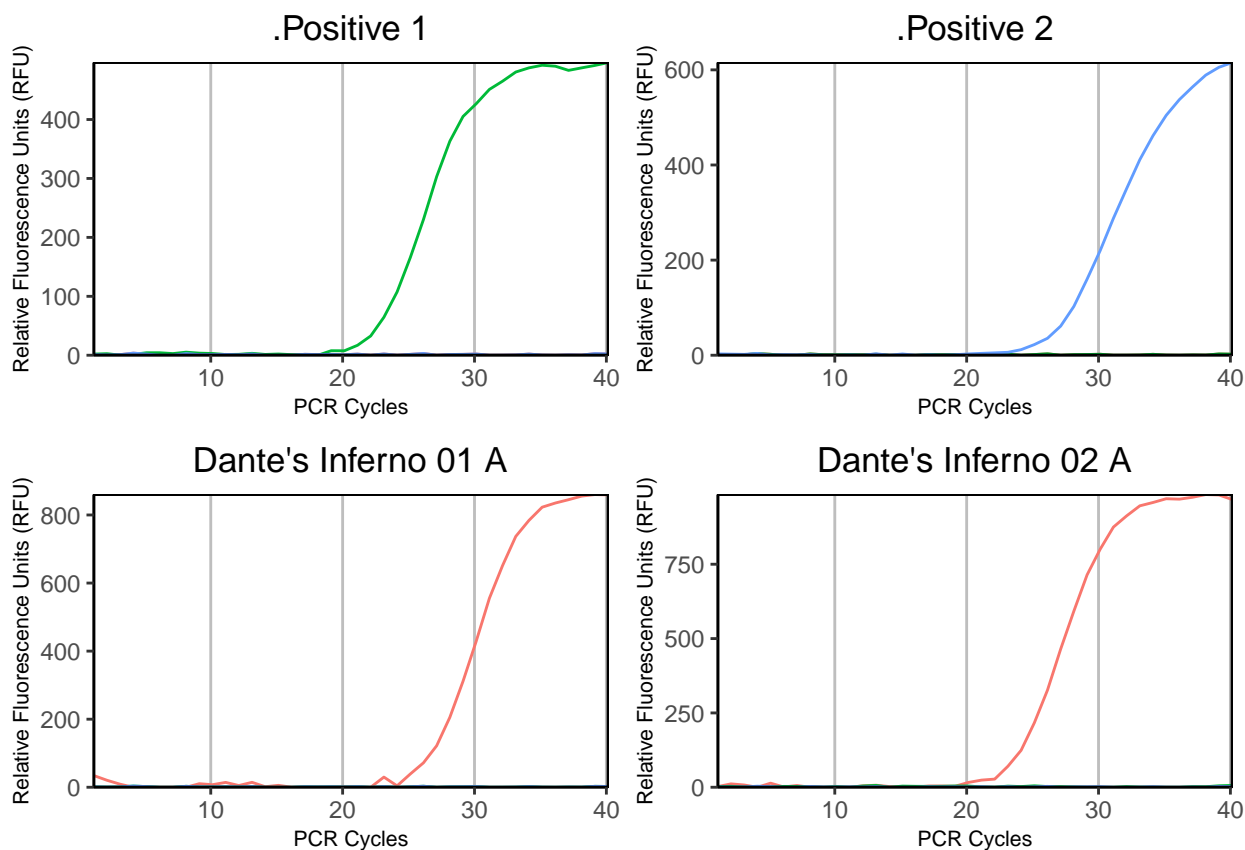 .Positive 1
Relative Fluorescence Units (RFU)
400
300
200
100
0
10 20 30 40
PCR Cycles
.Positive 2
Relative Fluorescence Units (RFU)
600
400
200
0
10 20 30 40
PCR Cycles
Dante's Inferno 01 A
Relative Fluorescence Units (RFU)
800
600
400
200
0
10 20 30 40
PCR Cycles
Dante's Inferno 02 A
Relative Fluorescence Units (RFU)
750
500
250
0
10 20 30 40
PCR Cycles